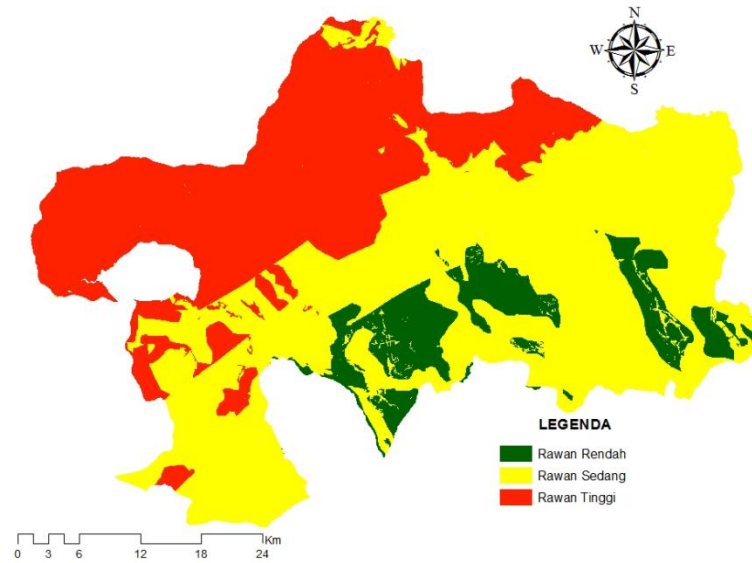 N
W E
S
LEGENDA
Rawan Rendah
Rawan Sedang
Rawan Tinggi
Km
0 3 6 12 18 24